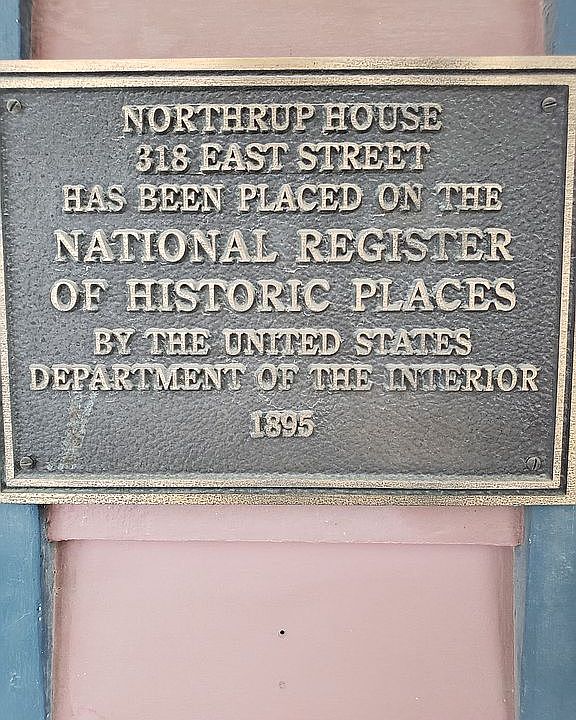 NORTHRUP HOUSE
318 EAST STREET
HAS BEEN PLACED ON THE
NATIONAL REGISTER
OF HISTORIC PLACES
BY THE UNITED STATES
DEPARTMENT OF THE INTERIOR
1895